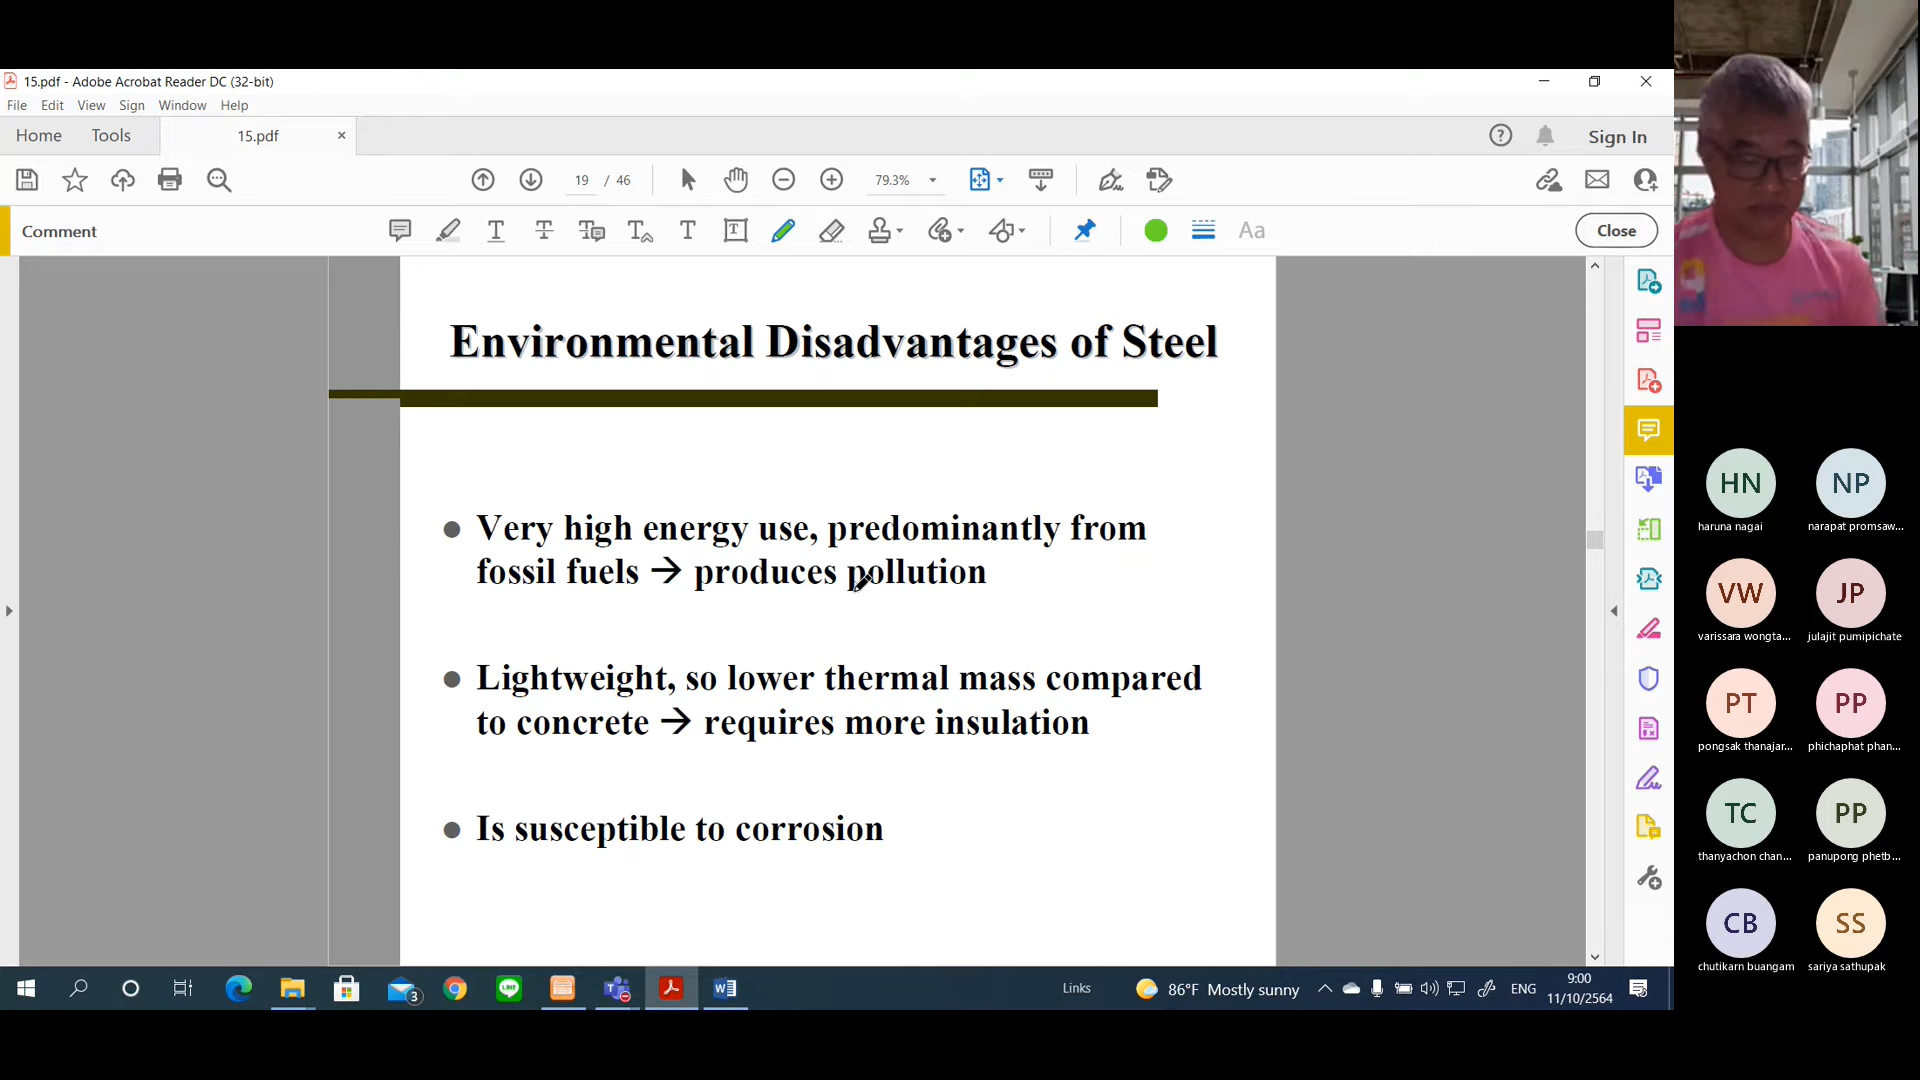 15.pdf - Adobe Acrobat Reader DC (32-bit)
File Edit View Sign Window Help
Home Tools 15.pdf × Sign In
19 / 46 79.3%
Comment Aa Close
Environmental Disadvantages of Steel
● Very high energy use, predominantly from
fossil fuels → produces pollution
● Lightweight, so lower thermal mass compared
to concrete → requires more insulation
● Is susceptible to corrosion
HN NP
haruna nagai narapat promsaw...
VW JP
varissara wongta... julajit pumipichate
PT PP
pongsak thanajar... phichaphat phan...
TC PP
thanyachon chan... panupong phetb...
CB SS
chutikarn buangam sariya sathupak
3 LINE Links 86°F Mostly sunny ENG 9:00
11/10/2564